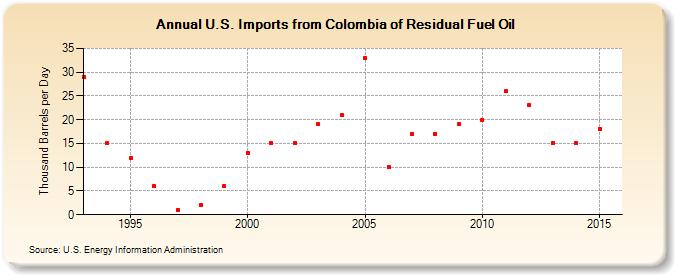 Annual U.S. Imports from Colombia of Residual Fuel Oil
Thousand Barrels per Day
35
30
25
20
15
10
5
0
1995 2000 2005 2010 2015
Source: U.S. Energy Information Administration